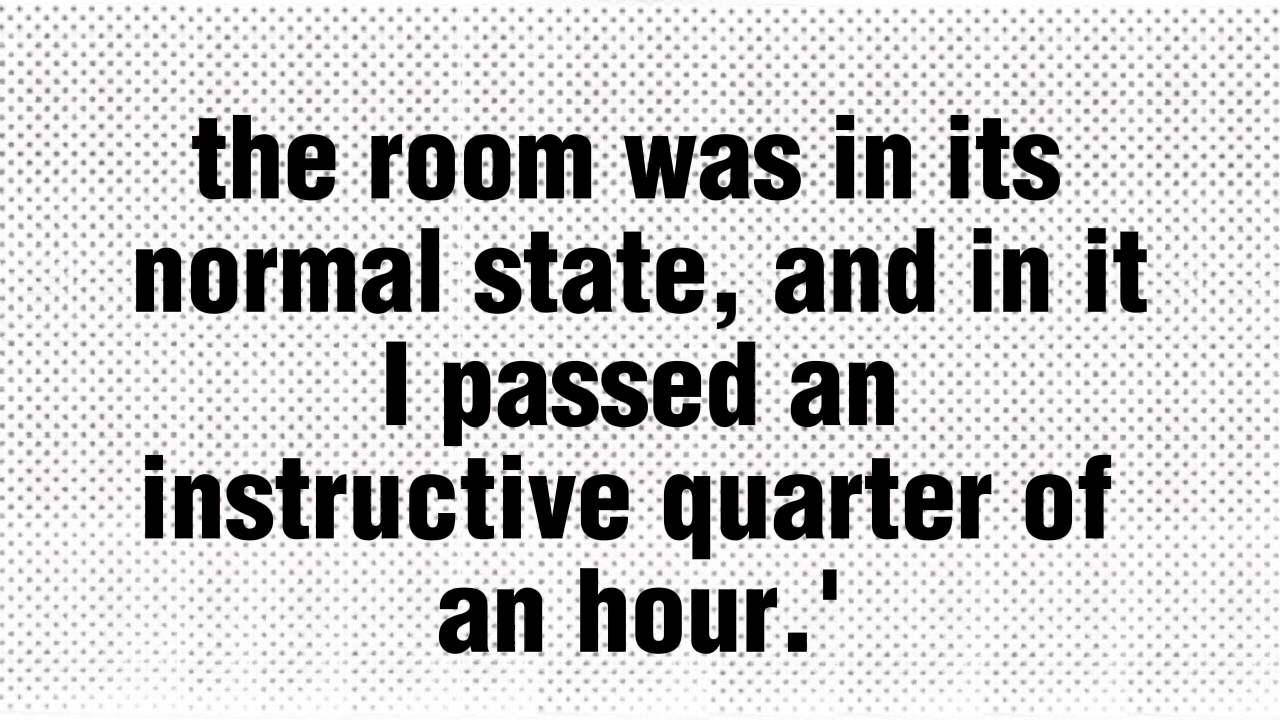 the room was in its
normal state, and in it
I passed an
instructive quarter of
an hour.'